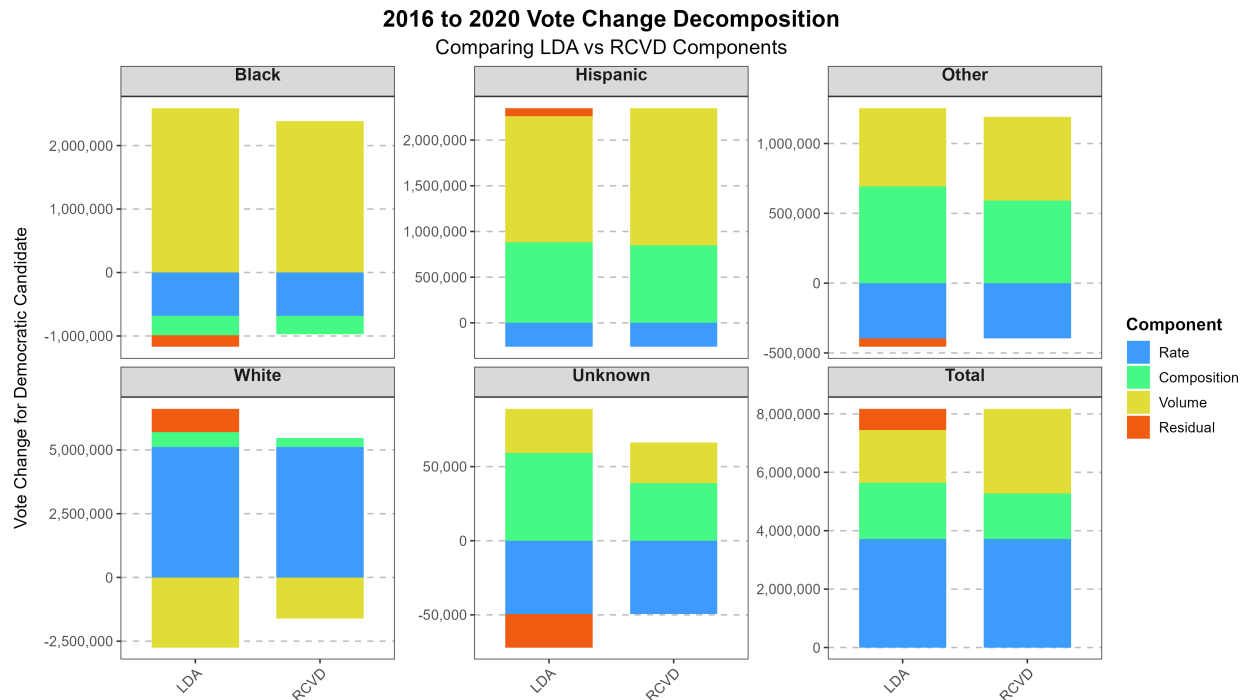 2016 to 2020 Vote Change Decomposition
Comparing LDA vs RCVD Components
Vote Change for Democratic Candidate
Black
2,000,000
1,000,000
0
-1,000,000
Hispanic
2,000,000
1,500,000
1,000,000
500,000
0
Other
1,000,000
500,000
0
-500,000
White
5,000,000
2,500,000
0
-2,500,000
LDA
RCVD
Unknown
50,000
0
-50,000
LDA
RCVD
Total
8,000,000
6,000,000
4,000,000
2,000,000
0
LDA
RCVD
Component
Rate
Composition
Volume
Residual